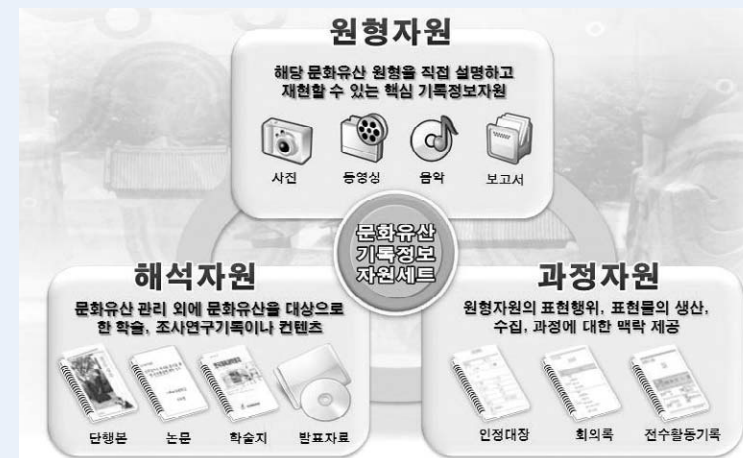 원형자원
해당 문화유산 원형을 직접 설명하고
재현할 수 있는 핵심 기록정보자원
사진 동영상 음악 보고서
문화유산
기록정보
자원세트
해석자원
문화유산 관리 외에 문화유산을 대상으로
한 학술, 조사연구기록이나 컨텐츠
단행본 논문 학술지 발표자료
과정자원
원형자원의 표현행위, 표현물의 생산,
수집, 과정에 대한 맥락 제공
인정대장 회의록 전수활동기록